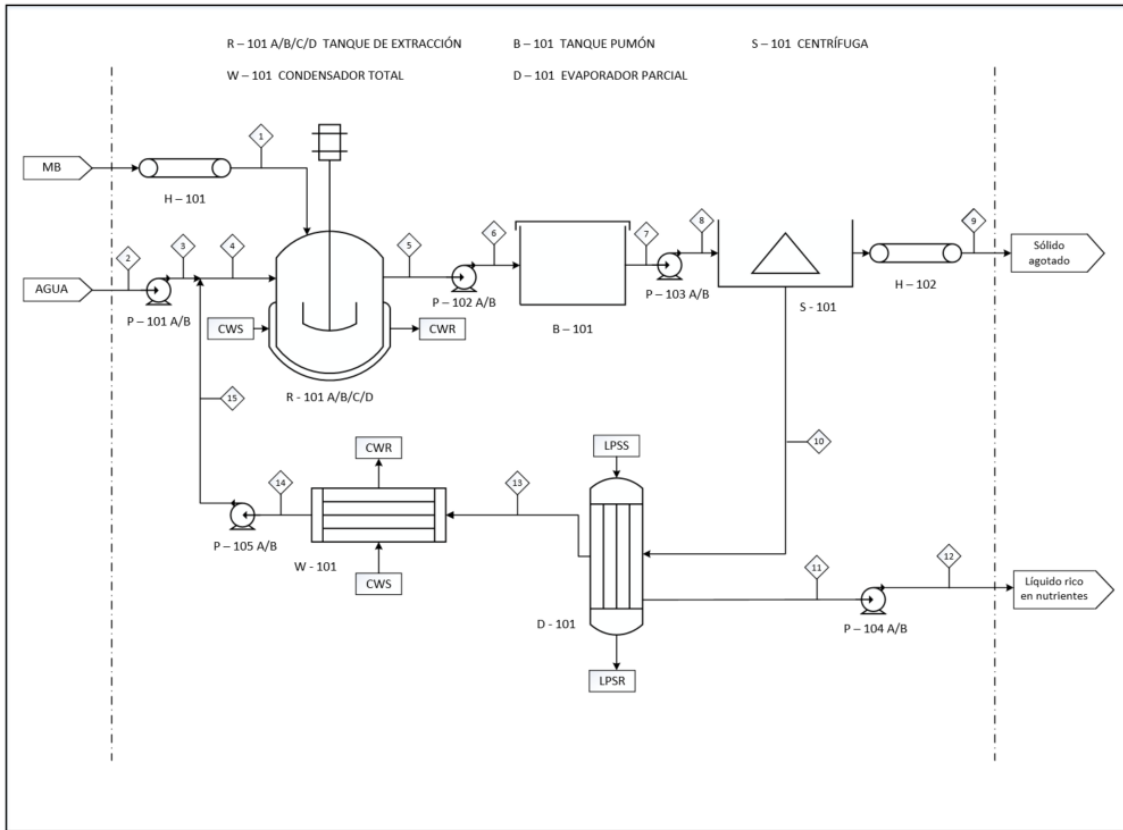 R – 101 A/B/C/D TANQUE DE EXTRACCIÓN
B – 101 TANQUE PUMÓN
S – 101 CENTRÍFUGA
W – 101 CONDENSADOR TOTAL
D – 101 EVAPORADOR PARCIAL
1
MB
H – 101
2
3
4
5
6
7
8
9
AGUA
P – 101 A/B
P – 102 A/B
P – 103 A/B
H – 102
Sólido
agotado
CWS
CWR
B – 101
S - 101
R - 101 A/B/C/D
15
10
CWR
LPSS
14
13
P – 105 A/B
W - 101
CWS
11
12
Líquido rico
en nutrientes
D - 101
P – 104 A/B
LPSR